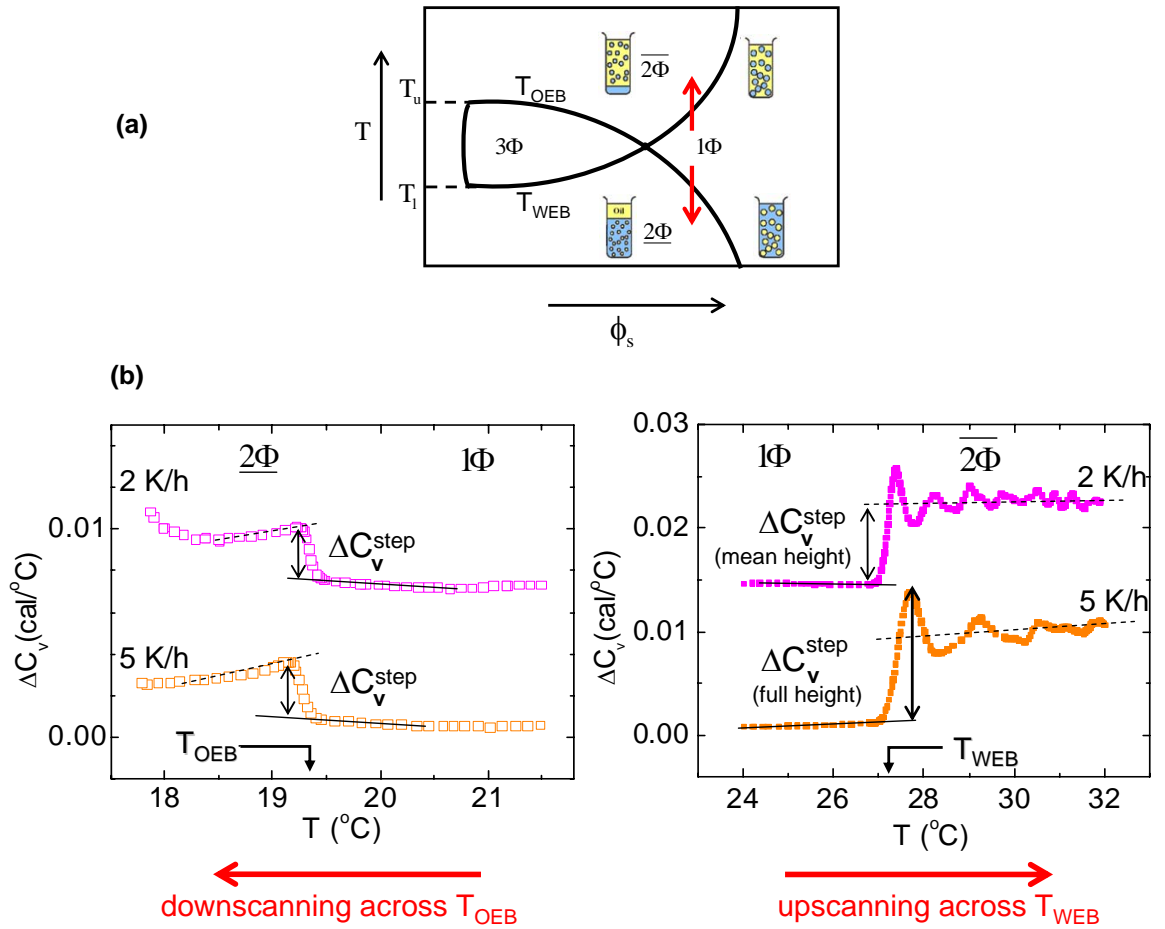 (a)
T
Tu
Tl
TOEB
3Φ
TWEB
2Φ
1Φ
Oil
2Φ
ϕs
(b)
ΔCv(cal/°C)
0.01
0.00
2Φ
1Φ
2 K/h
ΔCvstep
5 K/h
ΔCvstep
TOEB
18 19 20 21
T (°C)
downscanning across TOEB
ΔCv(cal/°C)
0.03
0.02
0.01
0.00
1Φ
2Φ
2 K/h
ΔCvstep
(mean height)
5 K/h
ΔCvstep
(full height)
TWEB
24 26 28 30 32
T (°C)
upscanning across TWEB